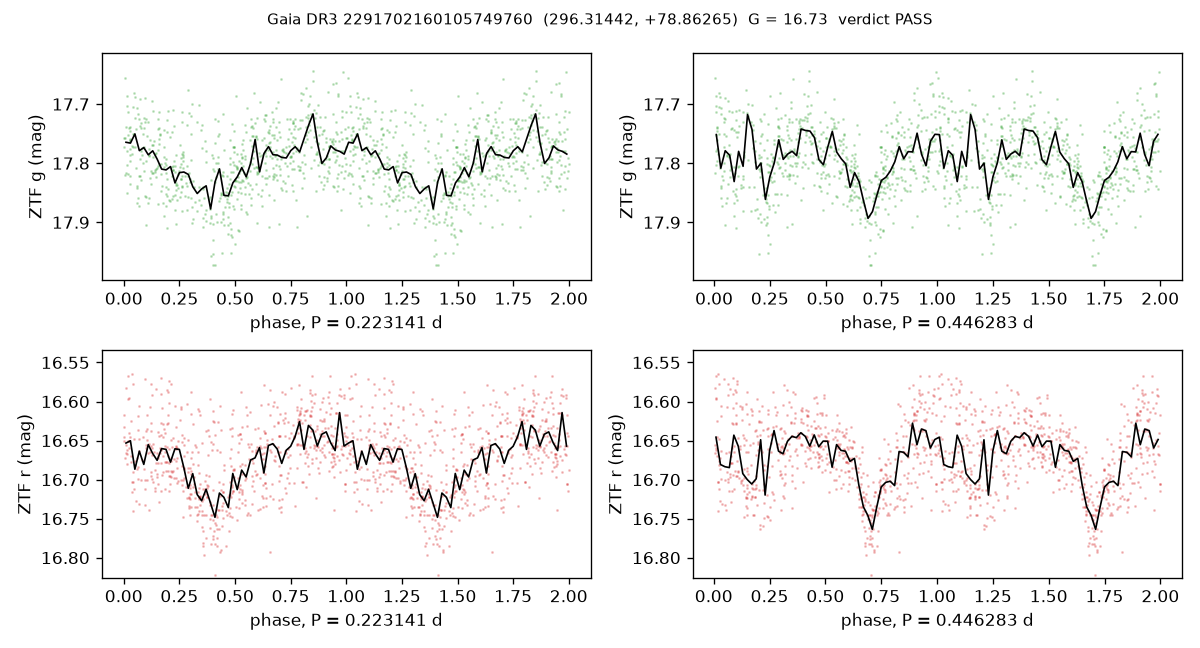 Gaia DR3 2291702160105749760 (296.31442, +78.86265) G = 16.73 verdict PASS
ZTF g (mag)
17.7
17.8
17.9
0.00 0.25 0.50 0.75 1.00 1.25 1.50 1.75 2.00
phase, P = 0.223141 d
ZTF g (mag)
17.7
17.8
17.9
0.00 0.25 0.50 0.75 1.00 1.25 1.50 1.75 2.00
phase, P = 0.446283 d
ZTF r (mag)
16.55
16.60
16.65
16.70
16.75
16.80
0.00 0.25 0.50 0.75 1.00 1.25 1.50 1.75 2.00
phase, P = 0.223141 d
ZTF r (mag)
16.55
16.60
16.65
16.70
16.75
16.80
0.00 0.25 0.50 0.75 1.00 1.25 1.50 1.75 2.00
phase, P = 0.446283 d